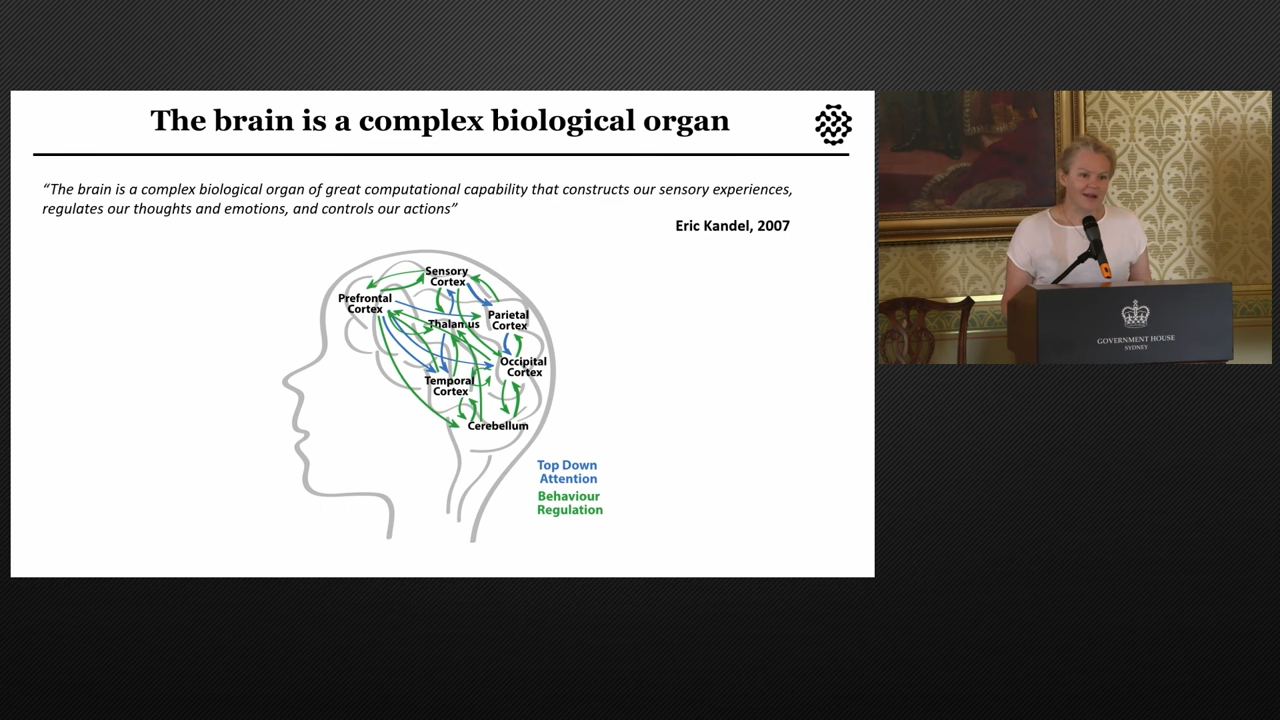 The brain is a complex biological organ
“The brain is a complex biological organ of great computational capability that constructs our sensory experiences,
regulates our thoughts and emotions, and controls our actions”
Eric Kandel, 2007
Sensory
Cortex
Prefrontal
Cortex
Thalamus
Parietal
Cortex
Occipital
Cortex
Temporal
Cortex
Cerebellum
Top Down
Attention
Behaviour
Regulation
GOVERNMENT HOUSE
SYDNEY